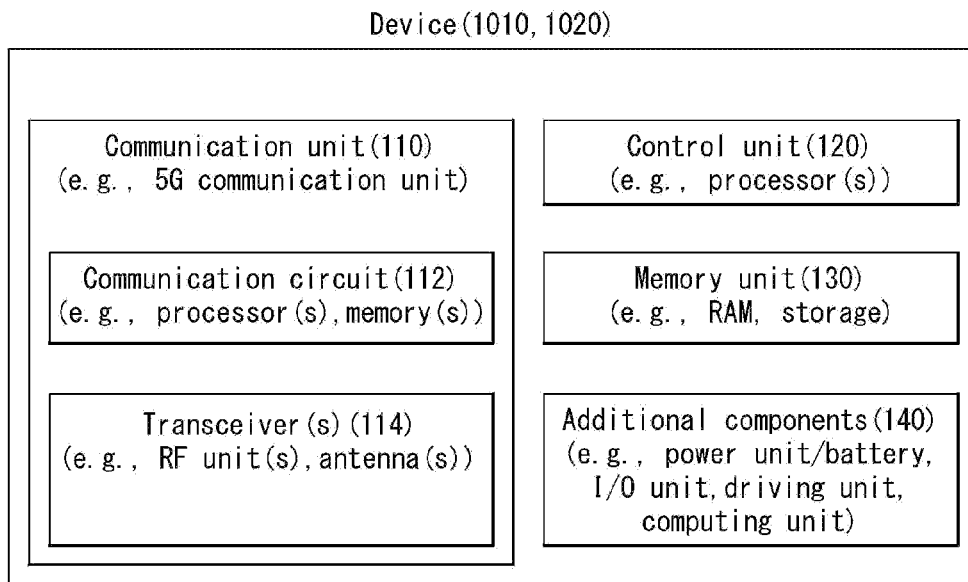 Device(1010, 1020)
Communication unit(110)
(e.g., 5G communication unit)
Communication circuit(112)
(e.g., processor(s),memory(s))
Transceiver(s)(114)
(e.g., RF unit(s),antenna(s))
Control unit(120)
(e.g., processor(s))
Memory unit(130)
(e.g., RAM, storage)
Additional components(140)
(e.g., power unit/battery,
I/O unit,driving unit,
computing unit)